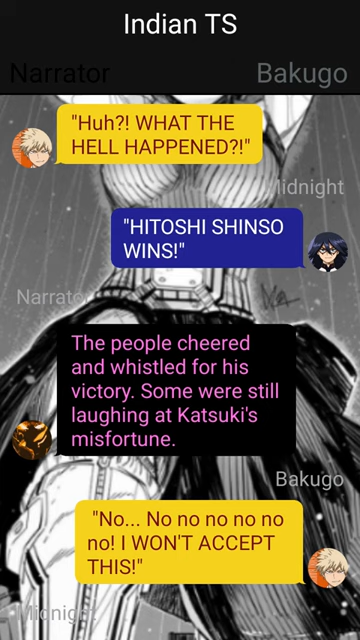 Indian TS
Narrator
Bakugo
"Huh?! WHAT THE
HELL HAPPENED?!"
Midnight
"HITOSHI SHINSO
WINS!"
Narrator
The people cheered
and whistled for his
victory. Some were still
laughing at Katsuki's
misfortune.
Bakugo
"No... No no no no no
no! I WON'T ACCEPT
THIS!"
Midnight